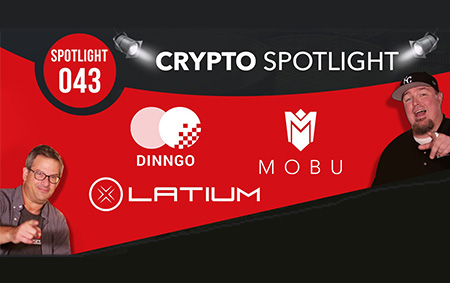 SPOTLIGHT
043
CRYPTO SPOTLIGHT
DINNGO
MOBU
LATIUM